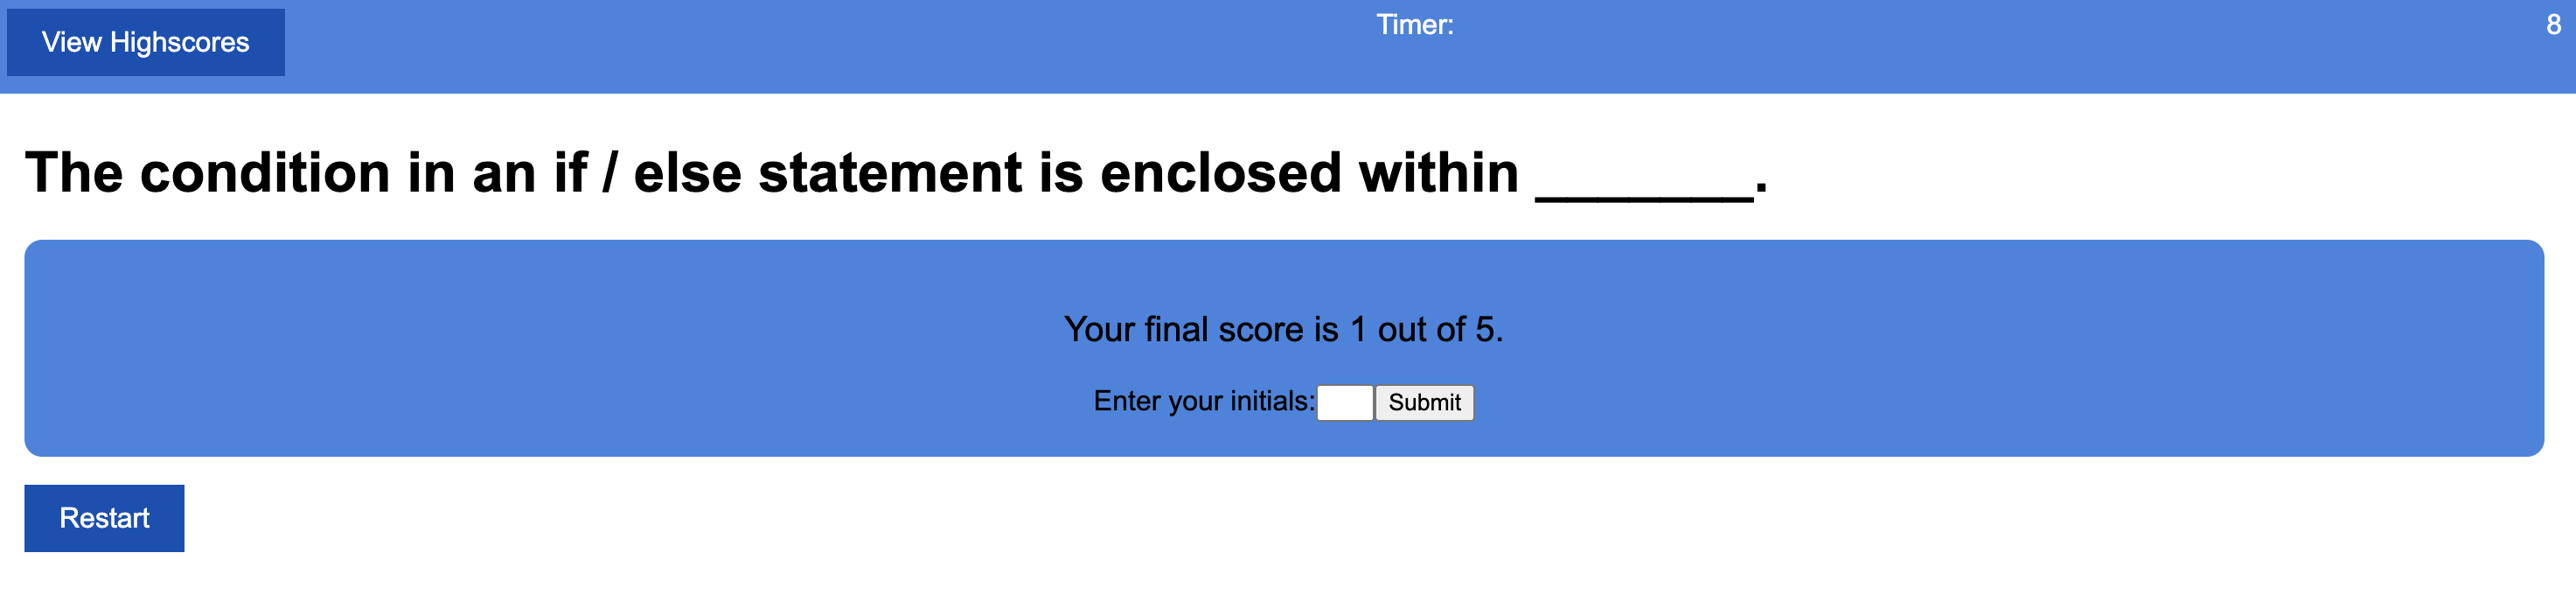 View Highscores
Timer:
8
The condition in an if / else statement is enclosed within _______.
Your final score is 1 out of 5.
Enter your initials:
Submit
Restart